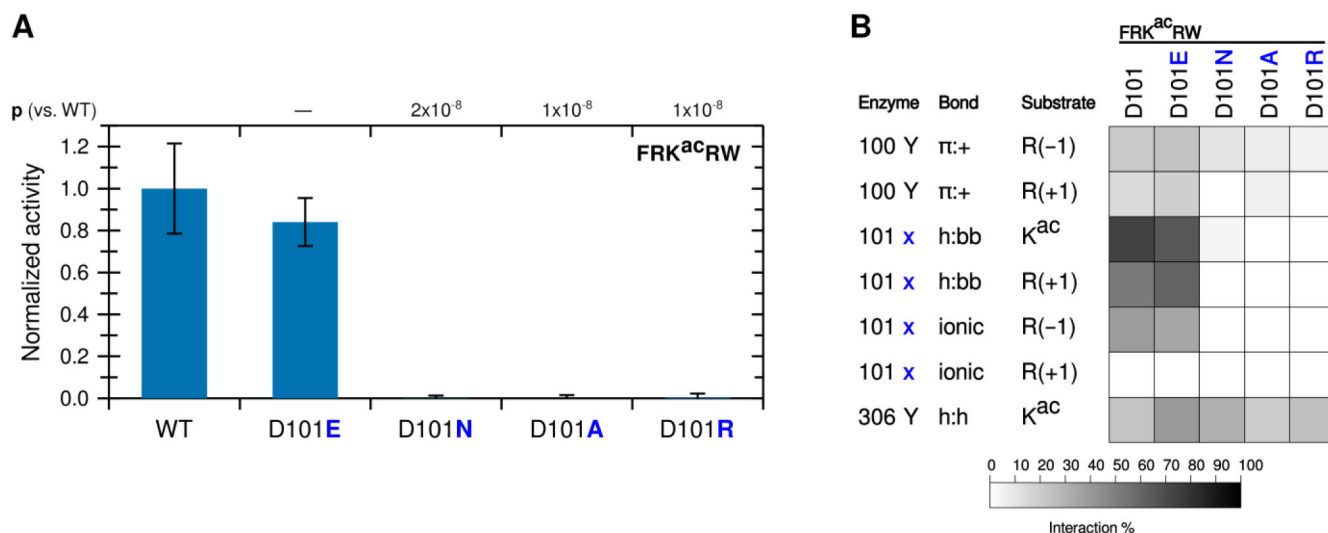 A
p (vs. WT) — 2x10⁻⁸ 1x10⁻⁸ 1x10⁻⁸
FRKᵃᶜRW
Normalized activity
1.2
1.0
0.8
0.6
0.4
0.2
0.0
WT D101E D101N D101A D101R
B
FRKᵃᶜRW
D101 D101E D101N D101A D101R
Enzyme Bond Substrate
100 Y π:+ R(−1)
100 Y π:+ R(+1)
101 x h:bb Kᵃᶜ
101 x h:bb R(+1)
101 x ionic R(−1)
101 x ionic R(+1)
306 Y h:h Kᵃᶜ
0 10 20 30 40 50 60 70 80 90 100
Interaction %